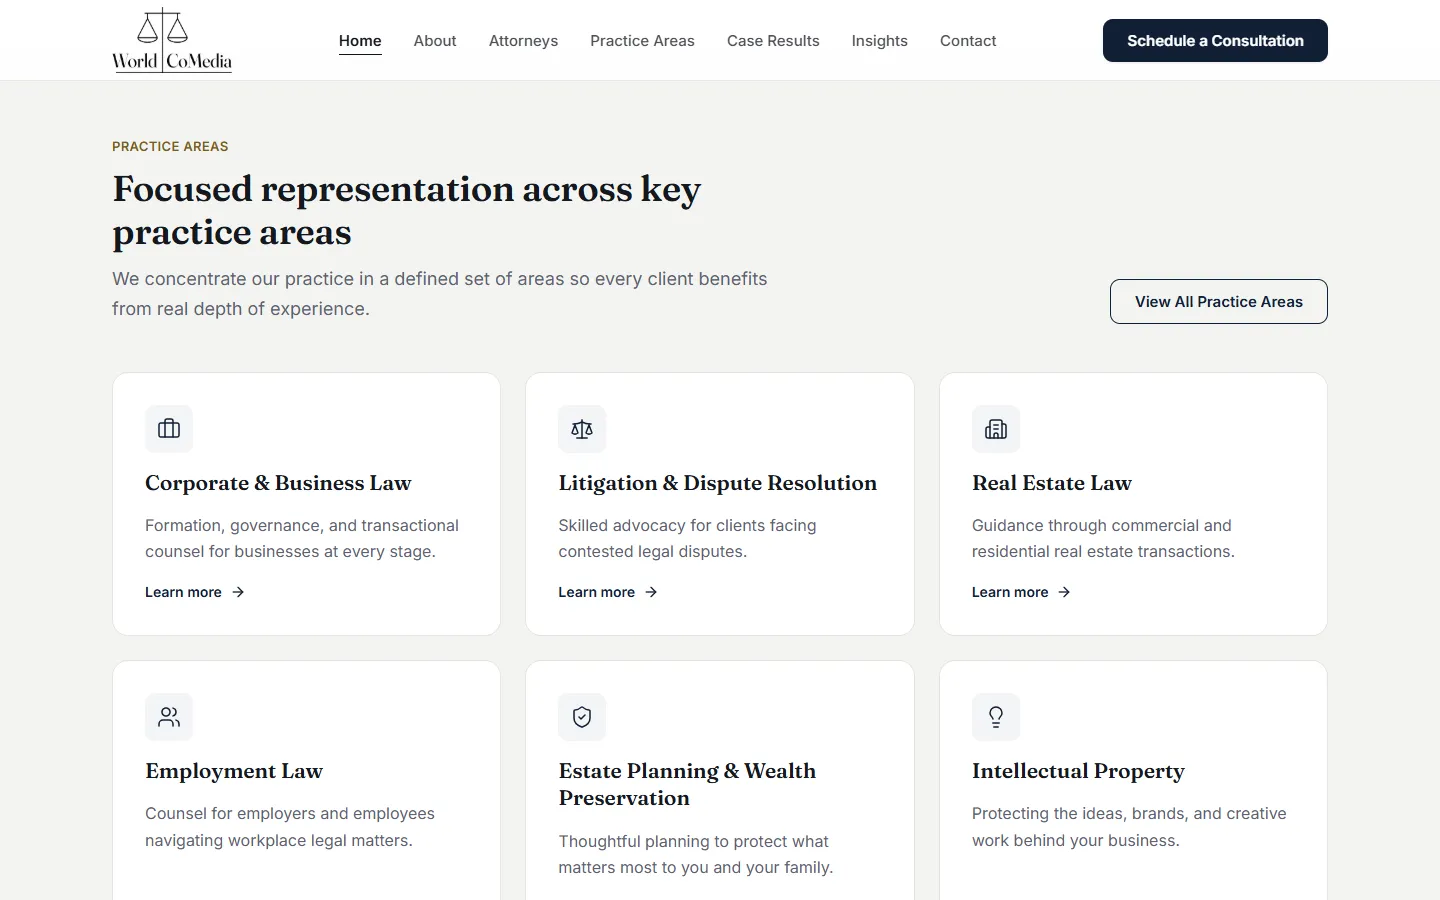 World CoMedia
Home
About
Attorneys
Practice Areas
Case Results
Insights
Contact
Schedule a Consultation
PRACTICE AREAS
Focused representation across key
practice areas
We concentrate our practice in a defined set of areas so every client benefits
from real depth of experience.
View All Practice Areas
Corporate & Business Law
Formation, governance, and transactional
counsel for businesses at every stage.
Learn more
Litigation & Dispute Resolution
Skilled advocacy for clients facing
contested legal disputes.
Learn more
Real Estate Law
Guidance through commercial and
residential real estate transactions.
Learn more
Employment Law
Counsel for employers and employees
navigating workplace legal matters.
Estate Planning & Wealth
Preservation
Thoughtful planning to protect what
matters most to you and your family.
Intellectual Property
Protecting the ideas, brands, and creative
work behind your business.